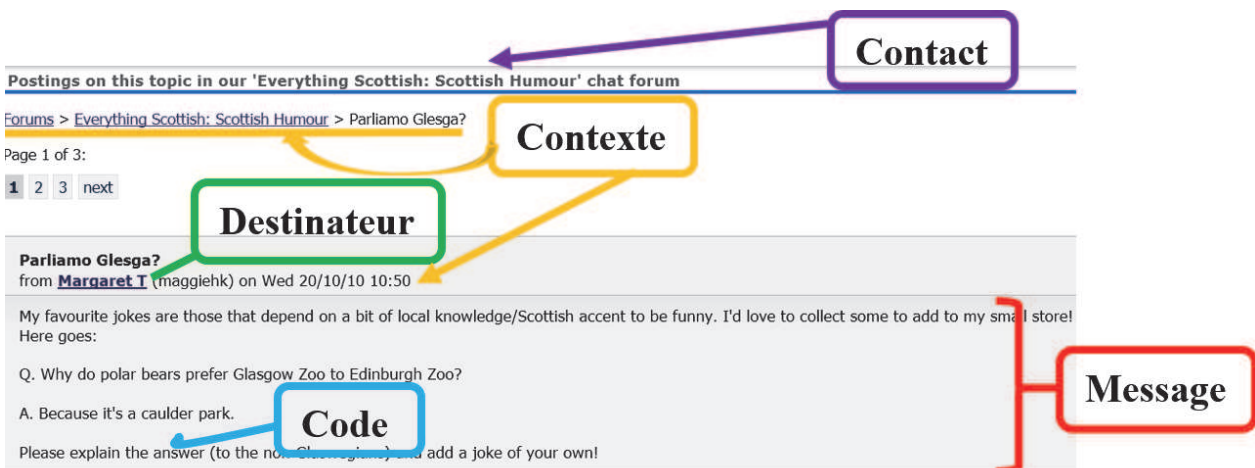 Contact
Postings on this topic in our 'Everything Scottish: Scottish Humour' chat forum
Forums > Everything Scottish: Scottish Humour > Parliamo Glesga?
Contexte
Page 1 of 3:
1 2 3 next
Destinateur
Parliamo Glesga?
from Margaret T (maggiehk) on Wed 20/10/10 10:50
My favourite jokes are those that depend on a bit of local knowledge/Scottish accent to be funny. I'd love to collect some to add to my small store!
Here goes:
Q. Why do polar bears prefer Glasgow Zoo to Edinburgh Zoo?
Message
A. Because it's a caulder park.
Code
Please explain the answer (to the non and add a joke of your own!